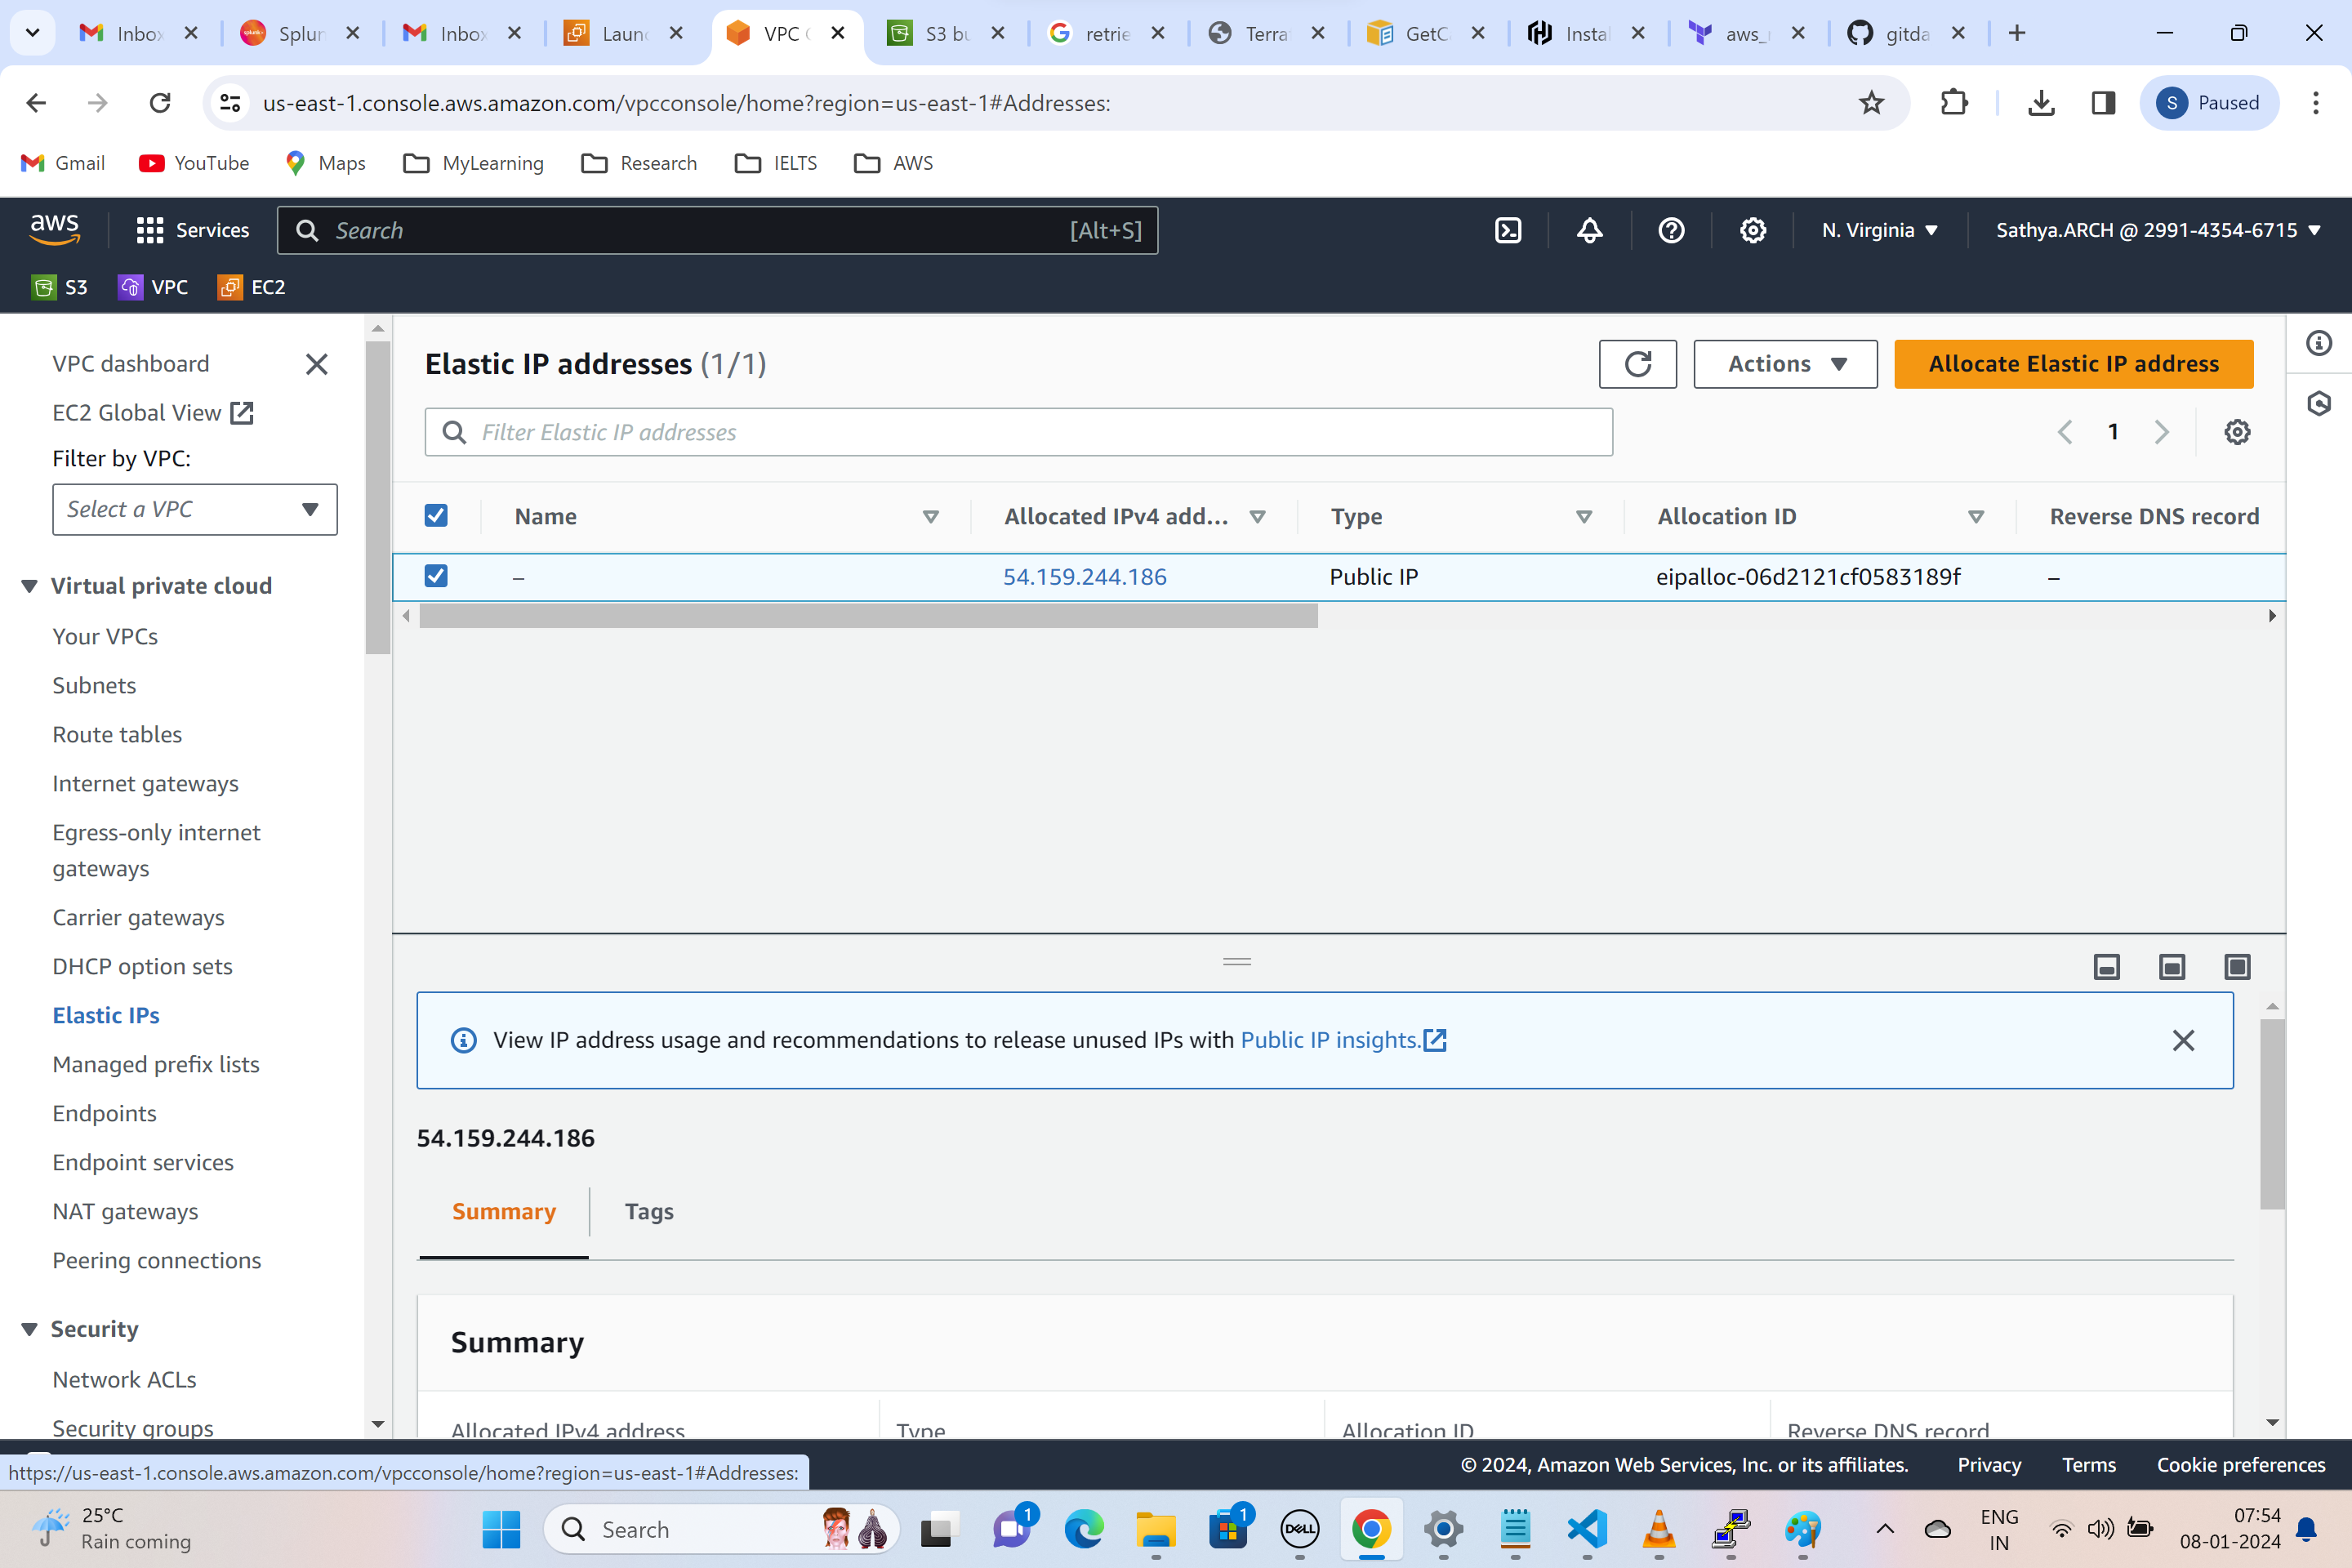 Inbox
Splun
Inbox
Laun
VPC
S3 bu
retrie
Terra
GetC
Instal
aws_
gitda
us-east-1.console.aws.amazon.com/vpcconsole/home?region=us-east-1#Addresses:
S
Paused
Gmail
YouTube
Maps
MyLearning
Research
IELTS
AWS
aws
Services
Search
[Alt+S]
N. Virginia
Sathya.ARCH @ 2991-4354-6715
S3
VPC
EC2
VPC dashboard
EC2 Global View
Filter by VPC:
Select a VPC
Virtual private cloud
Your VPCs
Subnets
Route tables
Internet gateways
Egress-only internet
gateways
Carrier gateways
DHCP option sets
Elastic IPs
Managed prefix lists
Endpoints
Endpoint services
NAT gateways
Peering connections
Security
Network ACLs
Security groups
Elastic IP addresses (1/1)
Actions
Allocate Elastic IP address
Filter Elastic IP addresses
1
Name
Allocated IPv4 add...
Type
Allocation ID
Reverse DNS record
–
54.159.244.186
Public IP
eipalloc-06d2121cf0583189f
–
View IP address usage and recommendations to release unused IPs with Public IP insights.
54.159.244.186
Summary
Tags
Summary
Allocated IPv4 address
Type
Allocation ID
Reverse DNS record
https://us-east-1.console.aws.amazon.com/vpcconsole/home?region=us-east-1#Addresses:
© 2024, Amazon Web Services, Inc. or its affiliates.
Privacy
Terms
Cookie preferences
25°C
Rain coming
Search
1
1
DELL
ENG
IN
07:54
08-01-2024